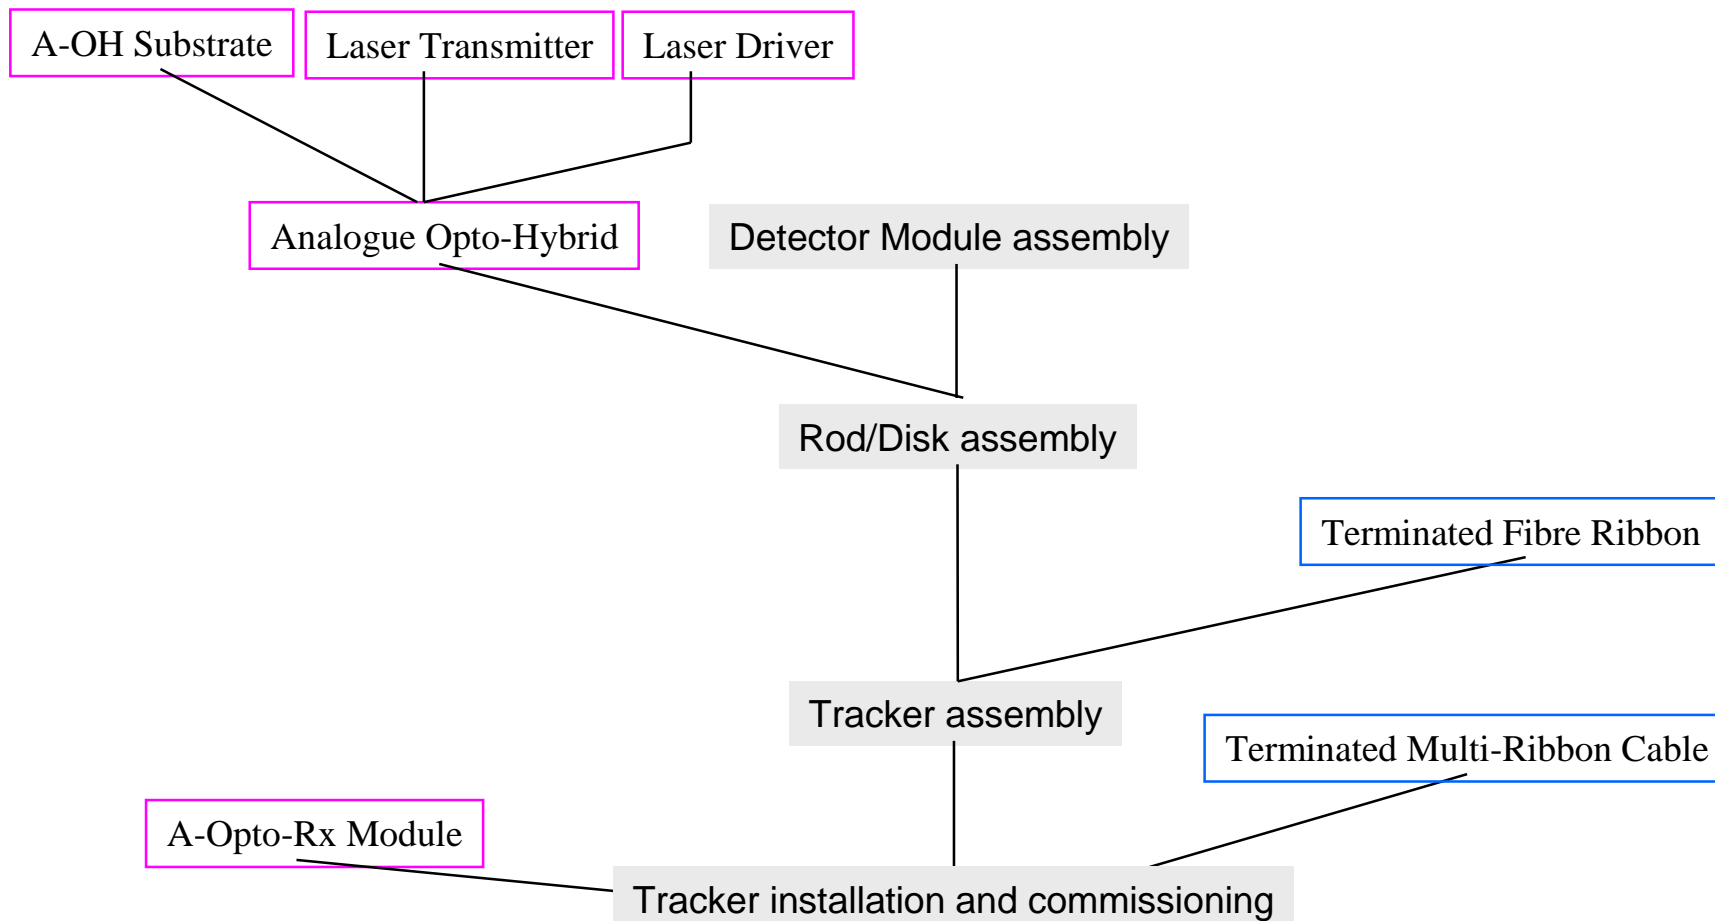 A-OH Substrate
Laser Transmitter
Laser Driver
Analogue Opto-Hybrid
Detector Module assembly
Rod/Disk assembly
Terminated Fibre Ribbon
Tracker assembly
Terminated Multi-Ribbon Cable
A-Opto-Rx Module
Tracker installation and commissioning